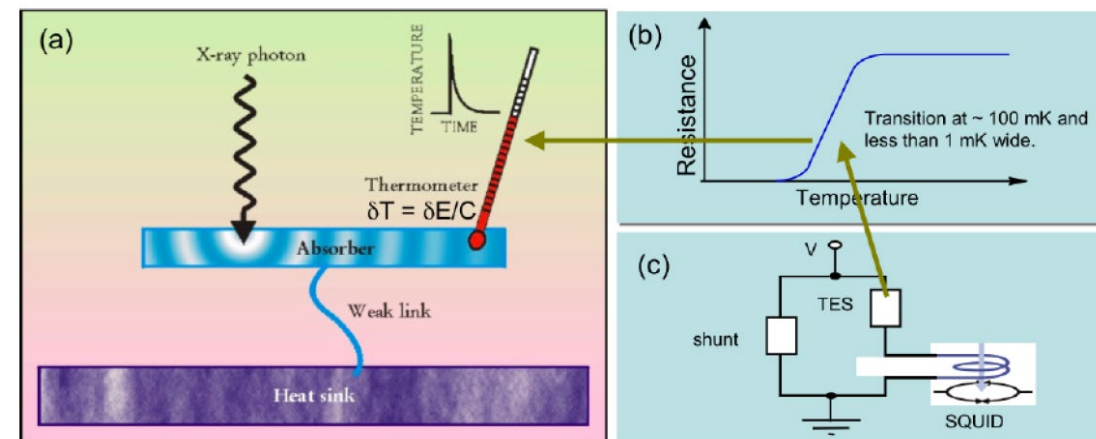 (a)
X-ray photon
TEMPERATURE
TIME
Thermometer
δT = δE/C
Absorber
Weak link
Heat sink
(b)
Resistance
Transition at ~ 100 mK and
less than 1 mK wide.
Temperature
(c)
V
TES
shunt
SQUID